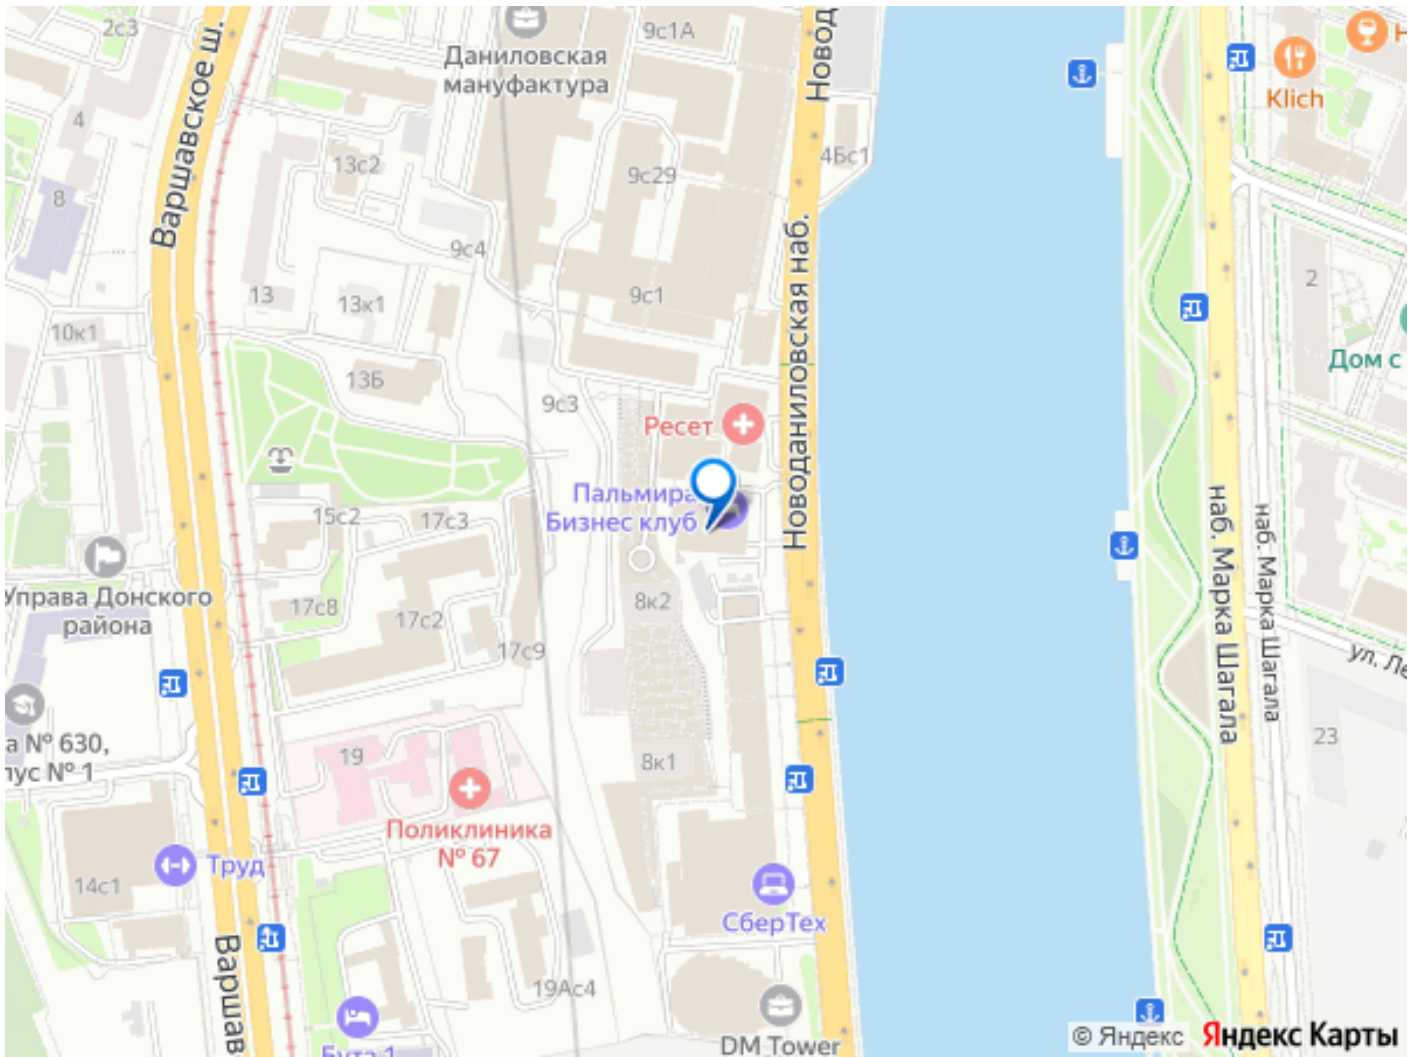 2с3
Варшавское ш.
4
8
10к1
13
13с2
13к1
13Б
Даниловская
мануфактура
9с1А
9с29
9с4
9с1
9с3
Новод
4Бс1
Новоданиловская наб.
Klich
2
Дом с
Ресет
Пальмира
Бизнес клуб
15с2
17с3
17с8
17с2
17с9
8к2
Управа Донского
района
наб. Марка Шагала
наб. Марка Шагала
ул. Ле
23
а № 630,
пус № 1
19
Поликлиника
№ 67
8к1
Труд
14с1
СберТех
Варшав
19Ас4
DM Tower
© Яндекс
Яндекс Карты